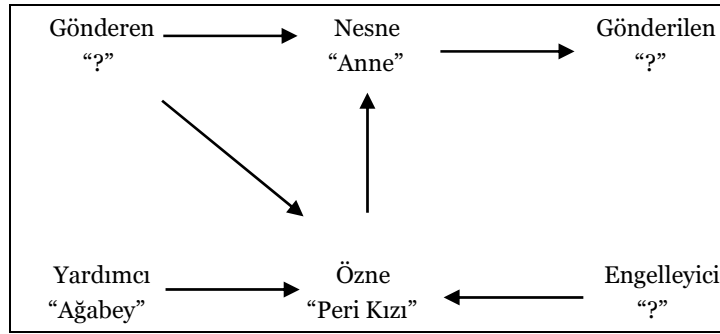 Gönderen Nesne Gönderilen
“?” “Anne” “?”
Yardımcı Özne Engelleyici
“Ağabey” “Peri Kızı” “?”